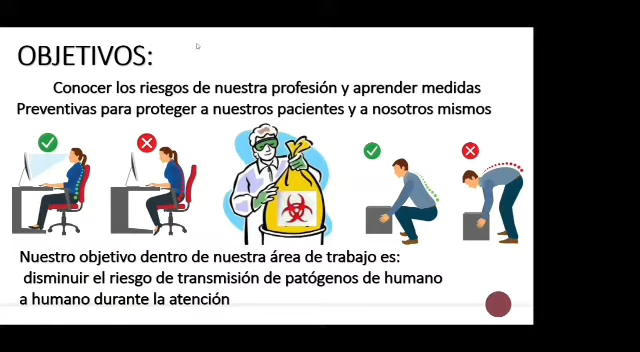 OBJETIVOS:
Conocer los riesgos de nuestra profesión y aprender medidas
Preventivas para proteger a nuestros pacientes y a nosotros mismos
Nuestro objetivo dentro de nuestra área de trabajo es:
disminuir el riesgo de transmisión de patógenos de humano
a humano durante la atención